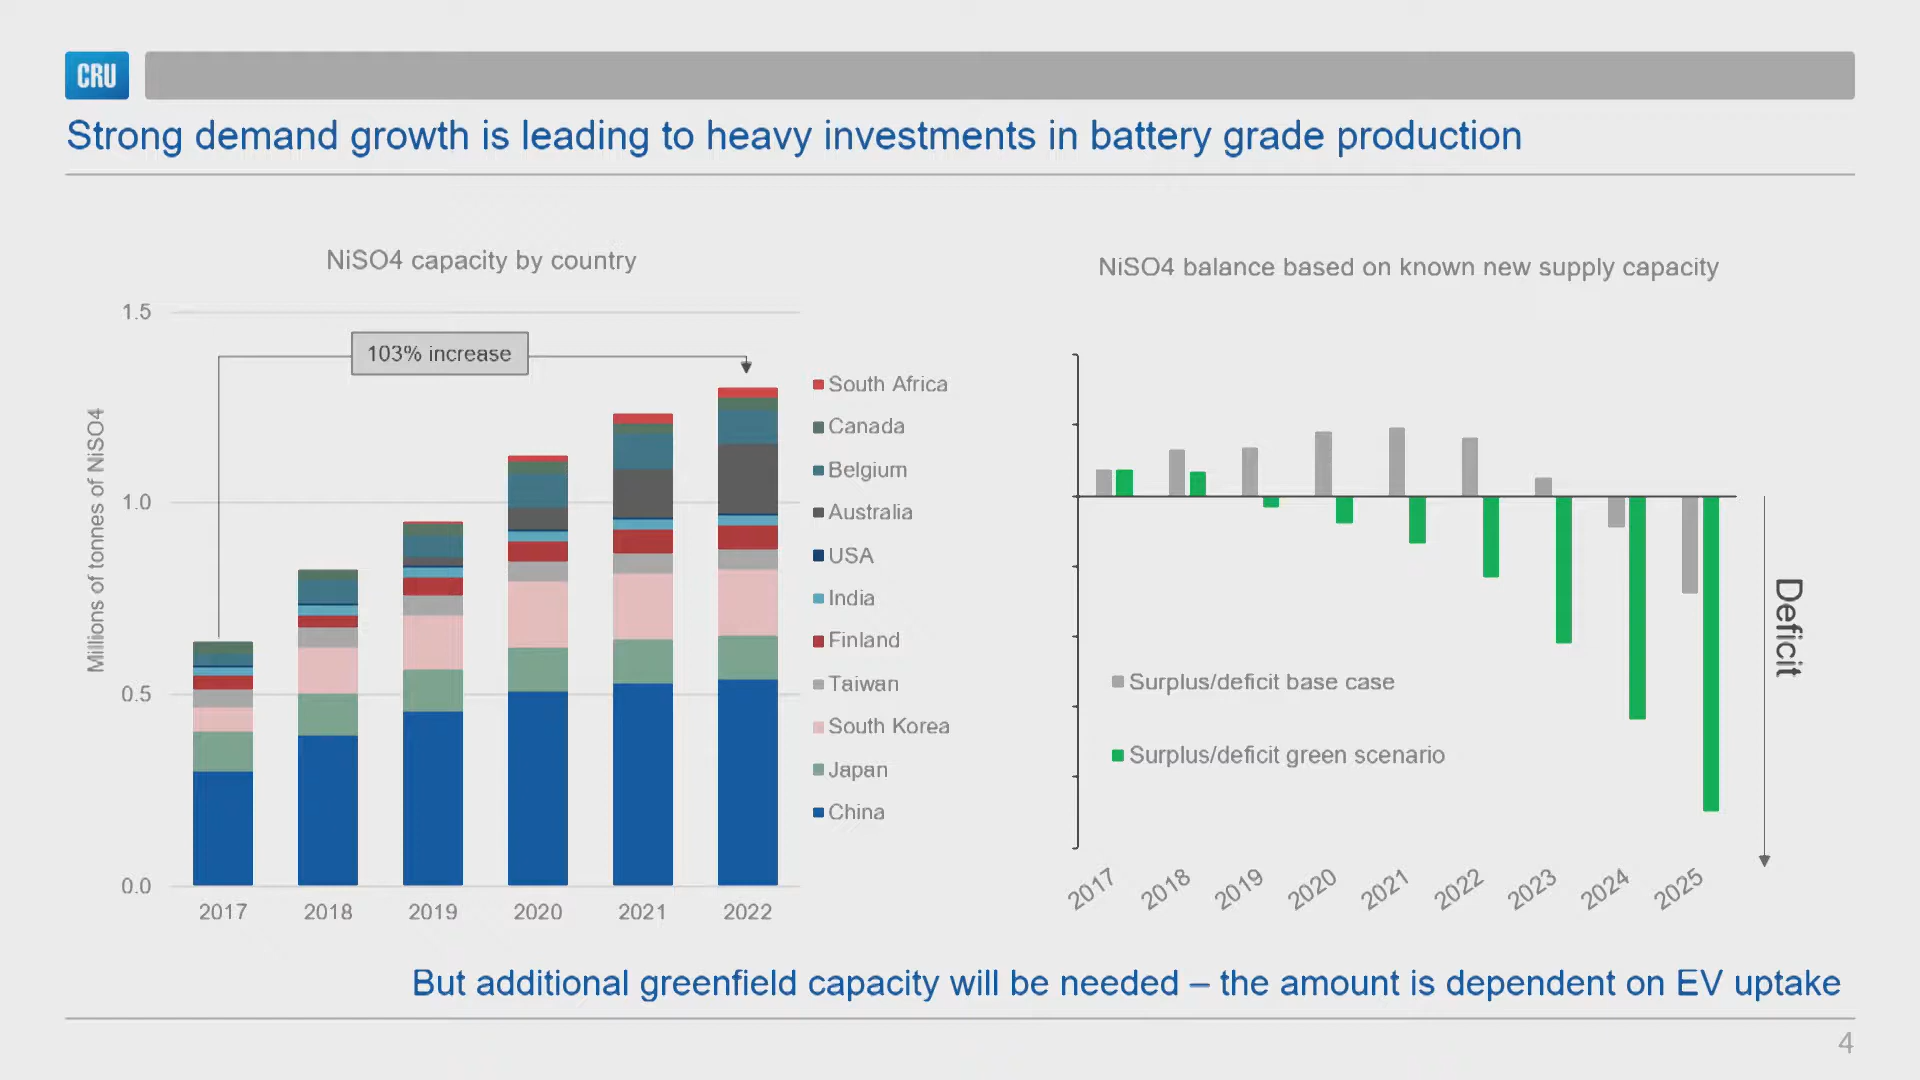 CRU
Strong demand growth is leading to heavy investments in battery grade production
NiSO4 capacity by country
1.5
103% increase
1.0
0.5
0.0
Millions of tonnes of NiSO4
2017 2018 2019 2020 2021 2022
South Africa
Canada
Belgium
Australia
USA
India
Finland
Taiwan
South Korea
Japan
China
NiSO4 balance based on known new supply capacity
Surplus/deficit base case
Surplus/deficit green scenario
Deficit
2017 2018 2019 2020 2021 2022 2023 2024 2025
But additional greenfield capacity will be needed – the amount is dependent on EV uptake
4